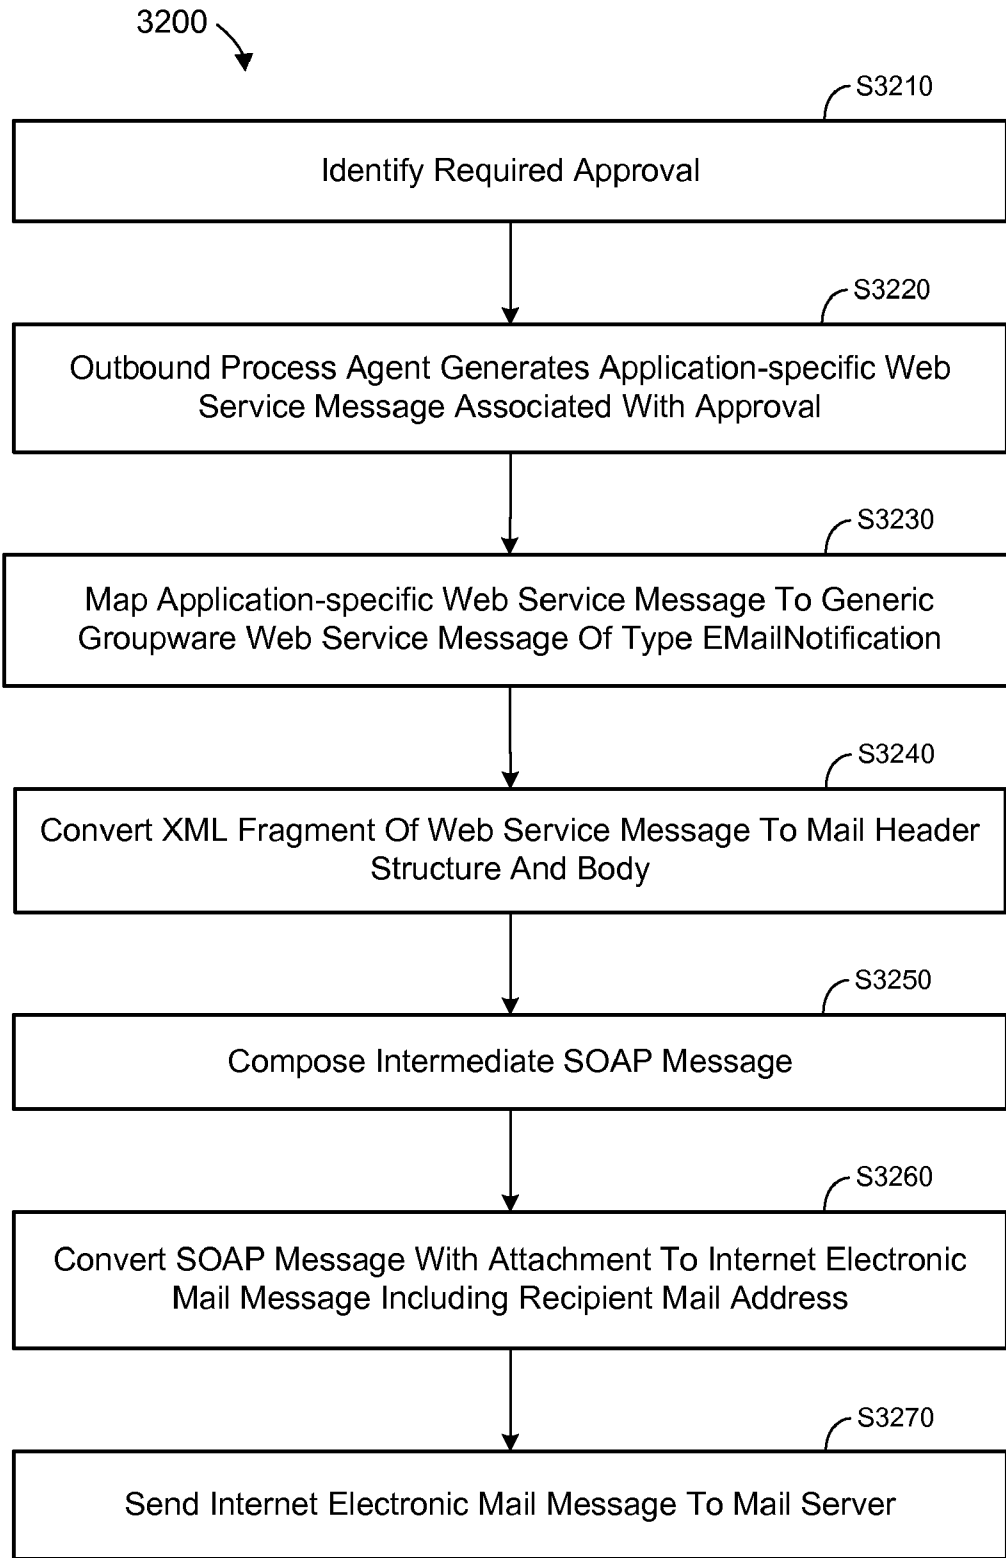 3200
S3210
Identify Required Approval
S3220
Outbound Process Agent Generates Application-specific Web
Service Message Associated With Approval
S3230
Map Application-specific Web Service Message To Generic
Groupware Web Service Message Of Type EMailNotification
S3240
Convert XML Fragment Of Web Service Message To Mail Header
Structure And Body
S3250
Compose Intermediate SOAP Message
S3260
Convert SOAP Message With Attachment To Internet Electronic
Mail Message Including Recipient Mail Address
S3270
Send Internet Electronic Mail Message To Mail Server